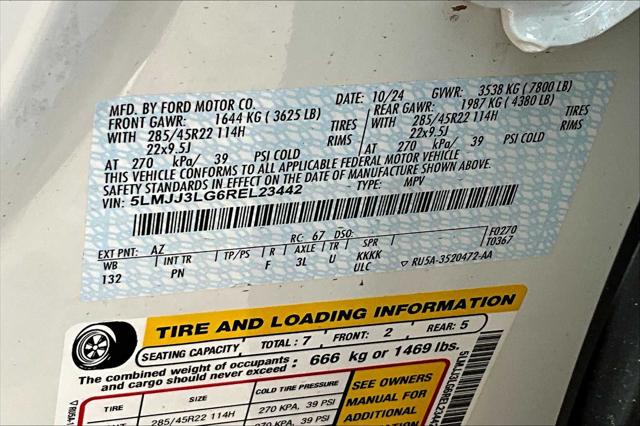 MFD. BY FORD MOTOR CO.
DATE: 10/24 GVWR: 3538 KG (7800 LB)
FRONT GAWR: 1644 KG (3625 LB) REAR GAWR: 1987 KG (4380 LB)
WITH 285/45R22 114H TIRES WITH 285/45R22 114H TIRES
22x9.5J RIMS 22x9.5J RIMS
AT 270 kPa/ 39 PSI COLD AT 270 kPa/ 39 PSI COLD
THIS VEHICLE CONFORMS TO ALL APPLICABLE FEDERAL MOTOR VEHICLE
SAFETY STANDARDS IN EFFECT ON THE DATE OF MANUFACTURE SHOWN ABOVE.
VIN: 5LMJJ3LG6REL23442 TYPE: MPV
F0270
T0367
EXT PNT: AZ RC: 67 DSO:
WB INT TR TP/PS R AXLE TR SPR
132 PN F 3L U KKKK
ULC ▽ RU5A-3520472-AA
TIRE AND LOADING INFORMATION
SEATING CAPACITY TOTAL: 7 FRONT: 2 REAR: 5
The combined weight of occupants and cargo should never exceed: 666 kg or 1469 lbs.
TIRE SIZE COLD TIRE PRESSURE
285/45R22 114H 270 KPA, 39 PSI
SEE OWNERS
MANUAL FOR
ADDITIONAL